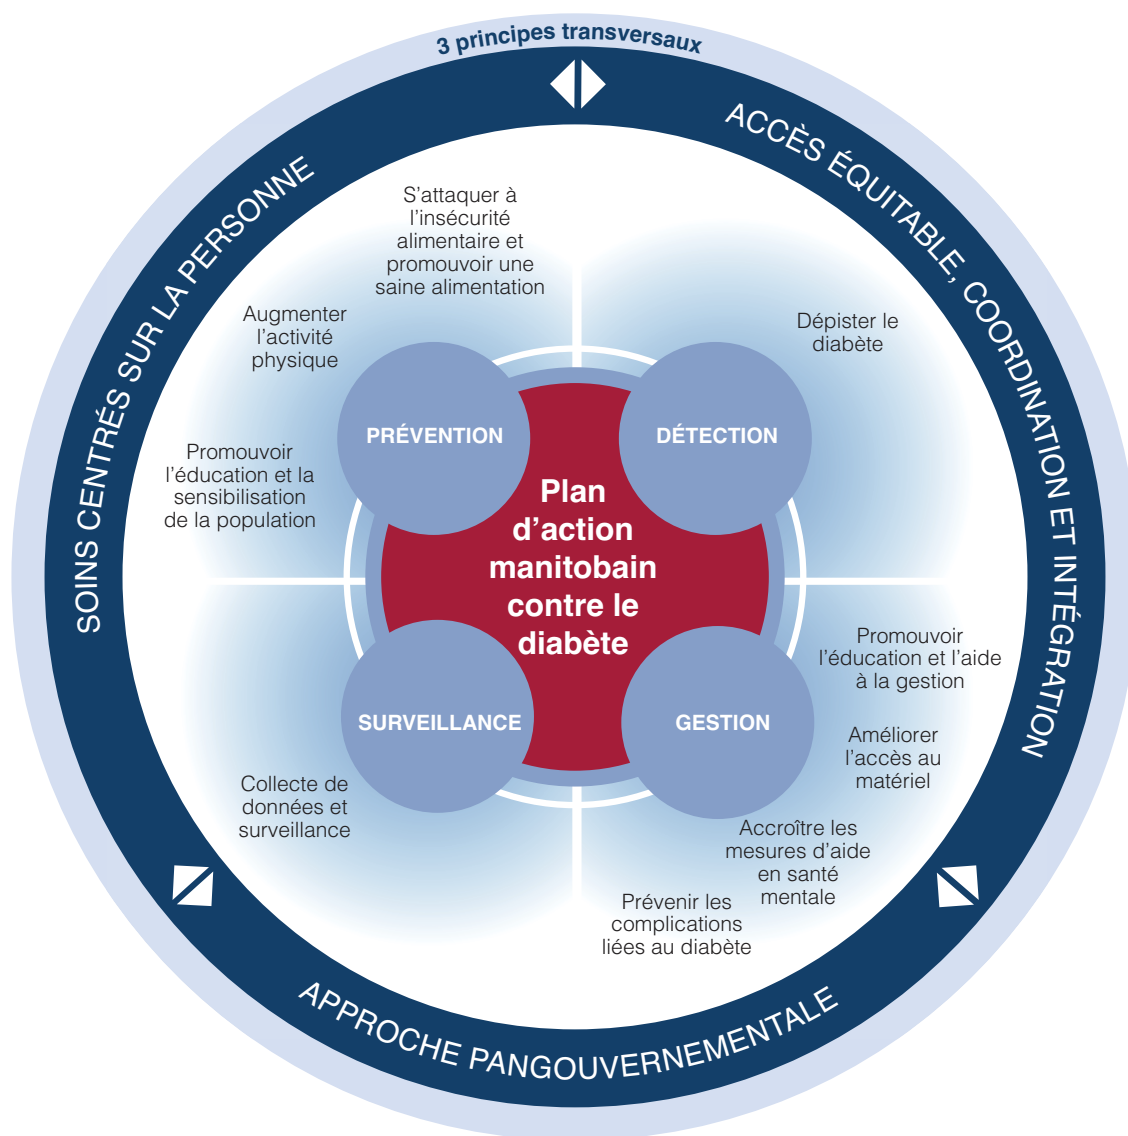 3 principes transversaux
SOINS CENTRÉS SUR LA PERSONNE
ACCÈS ÉQUITABLE, COORDINATION ET INTÉGRATION
APPROCHE PANGOUVERNEMENTALE
S’attaquer à
l’insécurité
alimentaire et
promouvoir une
saine alimentation
Augmenter
l’activité
physique
Promouvoir
l’éducation et la
sensibilisation
de la population
PRÉVENTION
Dépister le
diabète
DÉTECTION
Plan
d’action
manitobain
contre le
diabète
SURVEILLANCE
Collecte de
données et
surveillance
GESTION
Promouvoir
l’éducation et l’aide
à la gestion
Améliorer
l’accès au
matériel
Accroître les
mesures d’aide
en santé
mentale
Prévenir les
complications
liées au diabète